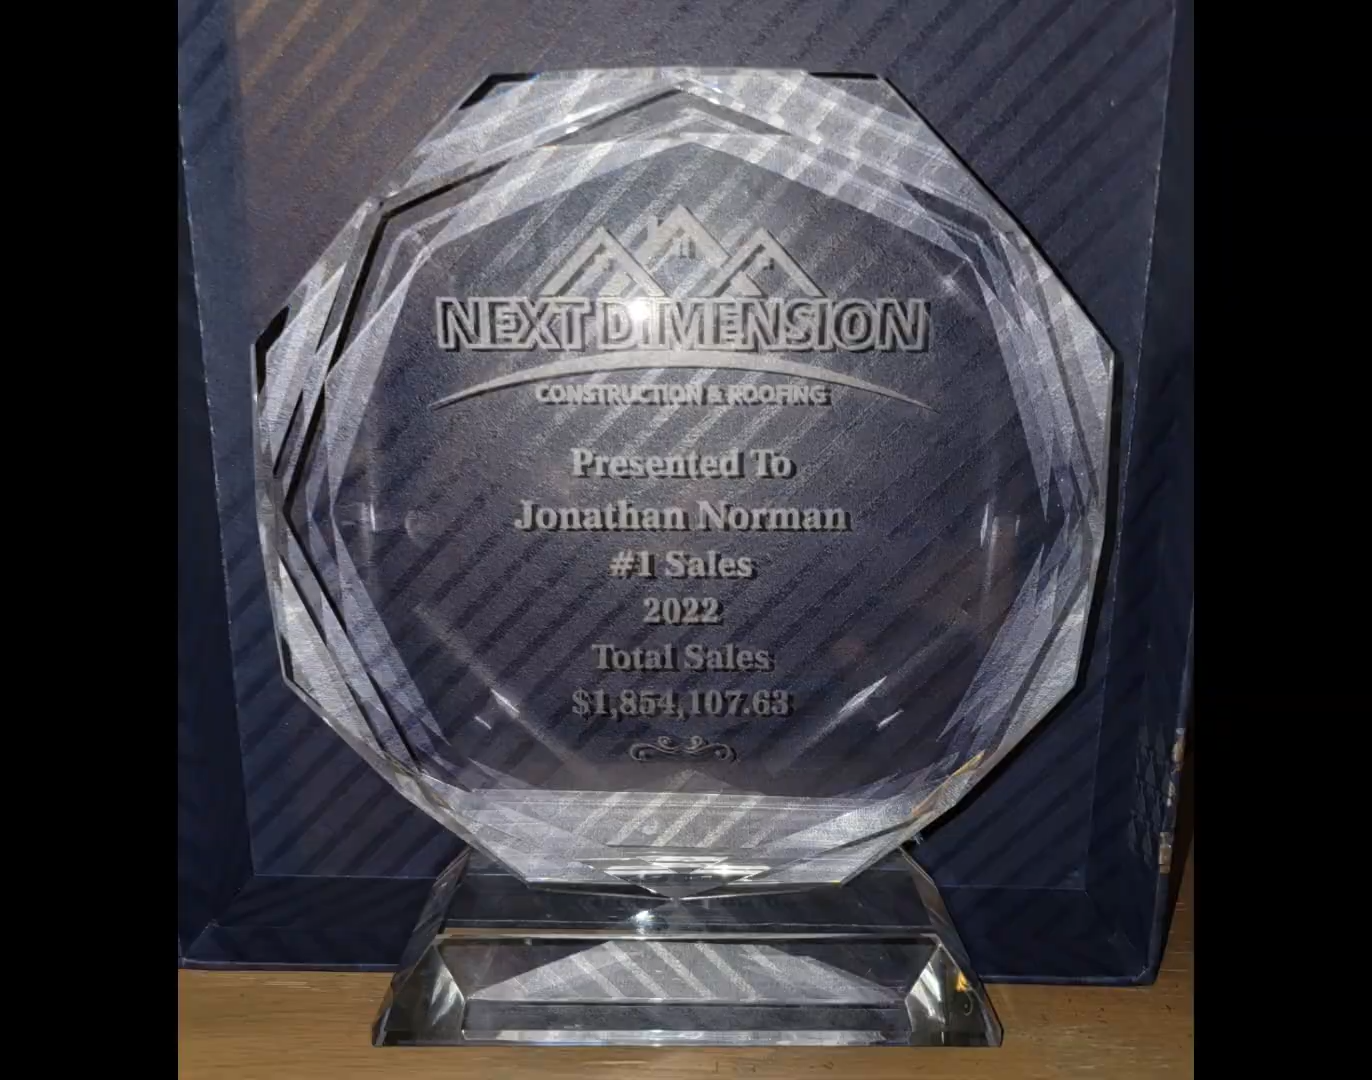 NEXT DIMENSION
CONSTRUCTION & ROOFING
Presented To
Jonathan Norman
#1 Sales
2022
Total Sales
$1,854,107.63